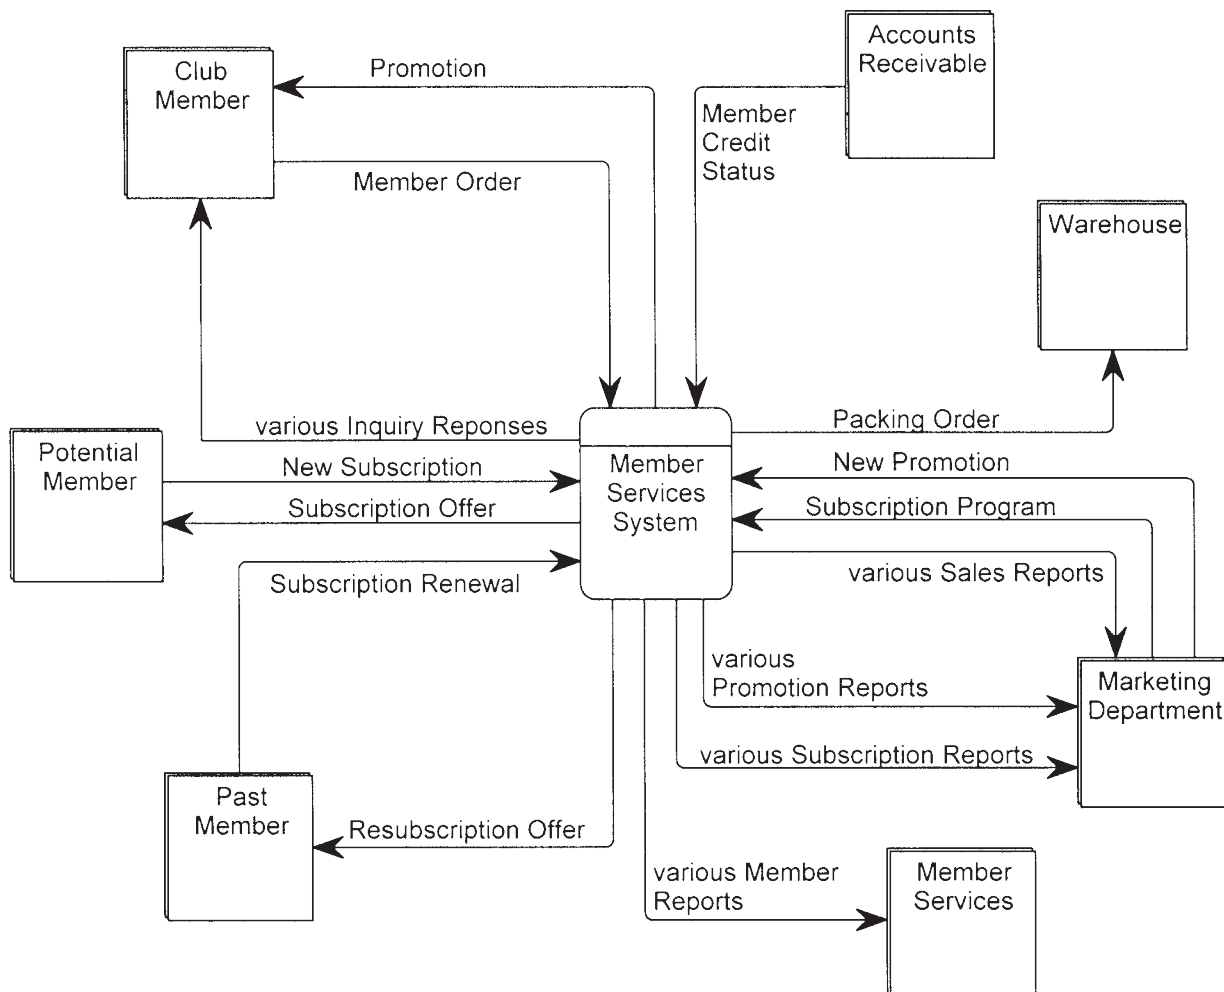 Accounts
Receivable
Club
Member
Promotion
Member
Credit
Status
Member Order
Warehouse
various Inquiry Reponses
Packing Order
Potential
Member
New Subscription
Member
Services
System
New Promotion
Subscription Offer
Subscription Program
Subscription Renewal
various Sales Reports
various
Promotion Reports
Marketing
Department
various Subscription Reports
Past
Member
Resubscription Offer
various Member
Reports
Member
Services